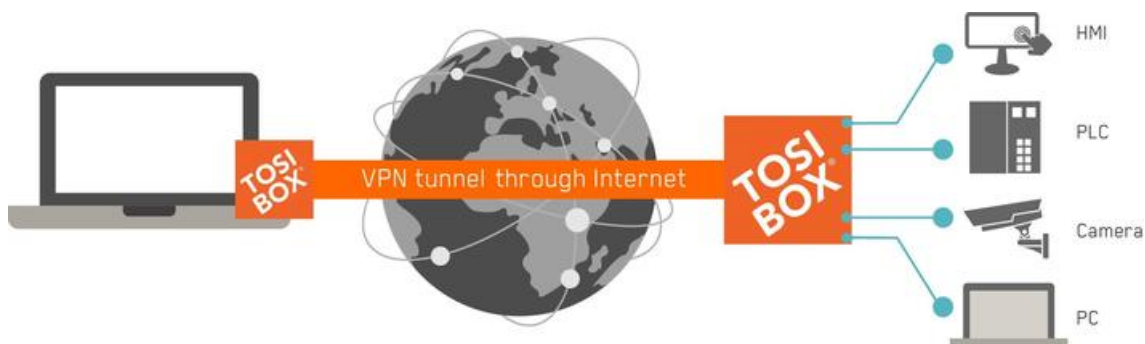 TOSI
BOX
VPN tunnel through Internet
TOSI
BOX®
HMI
PLC
Camera
PC